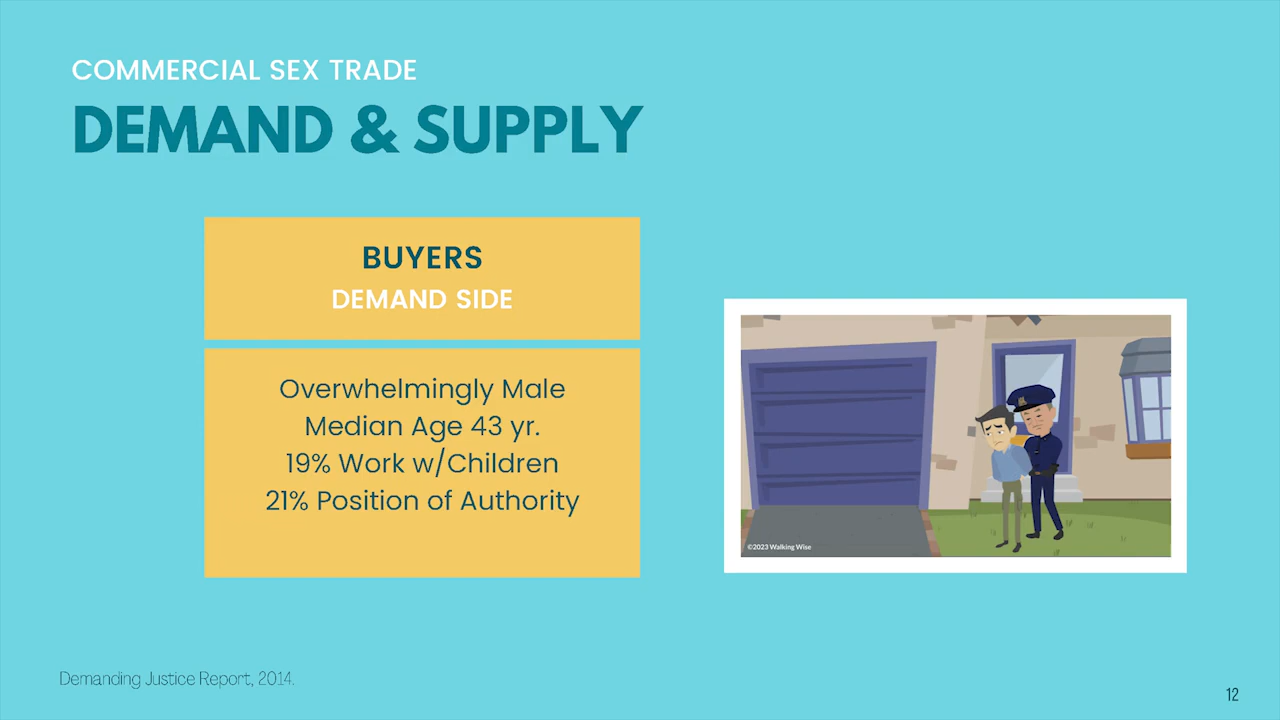 COMMERCIAL SEX TRADE
DEMAND & SUPPLY
BUYERS
DEMAND SIDE
Overwhelmingly Male
Median Age 43 yr.
19% Work w/Children
21% Position of Authority
©2023 Walking Wise
Demanding Justice Report, 2014.
12